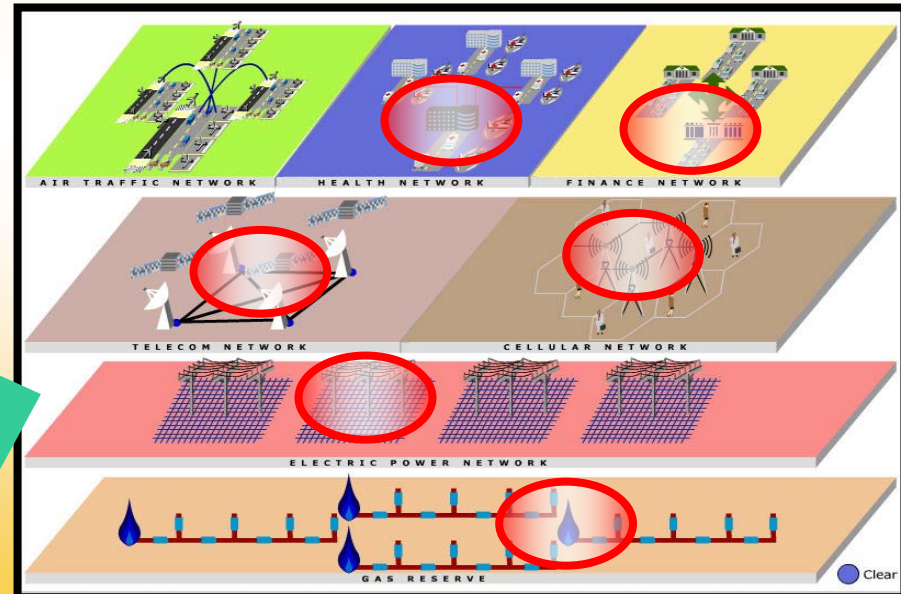 AIR TRAFFIC NETWORK
HEALTH NETWORK
FINANCE NETWORK
TELECOM NETWORK
CELLULAR NETWORK
ELECTRIC POWER NETWORK
GAS RESERVE
Clear